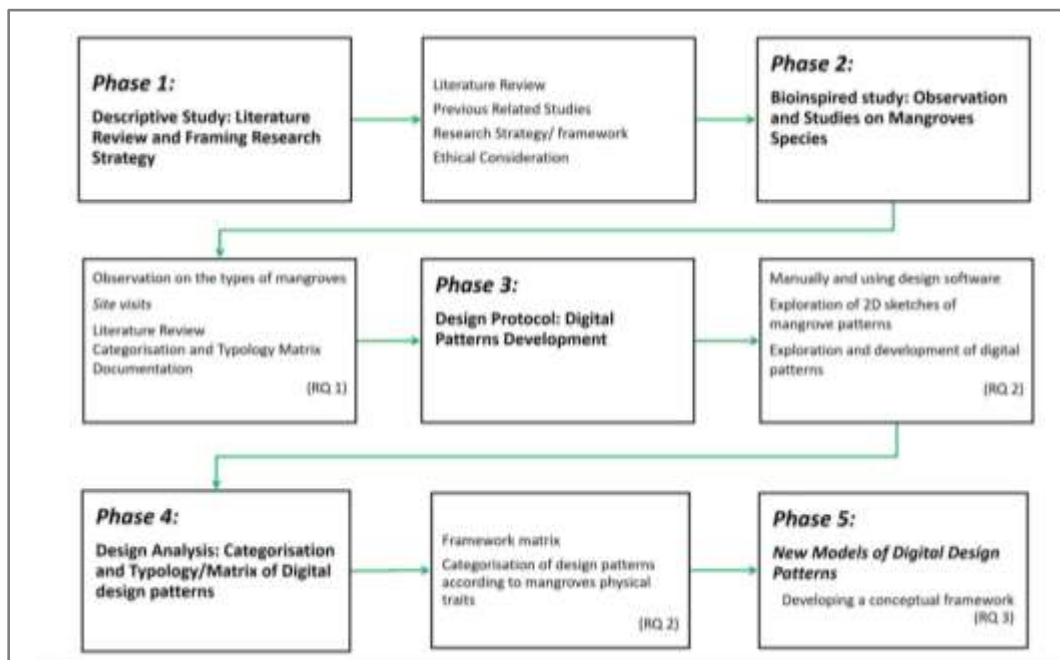 Phase 1:
Descriptive Study: Literature
Review and Framing Research
Strategy
Literature Review
Previous Related Studies
Research Strategy/ framework
Ethical Consideration
Phase 2:
Bioinspired study: Observation
and Studies on Mangroves
Species
Observation on the types of mangroves
Site visits
Literature Review
Categorisation and Typology Matrix
Documentation
(RQ 1)
Phase 3:
Design Protocol: Digital
Patterns Development
Manually and using design software
Exploration of 2D sketches of
mangrove patterns
Exploration and development of digital
patterns
(RQ 2)
Phase 4:
Design Analysis: Categorisation
and Typology/Matrix of Digital
design patterns
Framework matrix
Categorisation of design patterns
according to mangroves physical
traits
(RQ 2)
Phase 5:
New Models of Digital Design
Patterns
Developing a conceptual framework
(RQ 3)